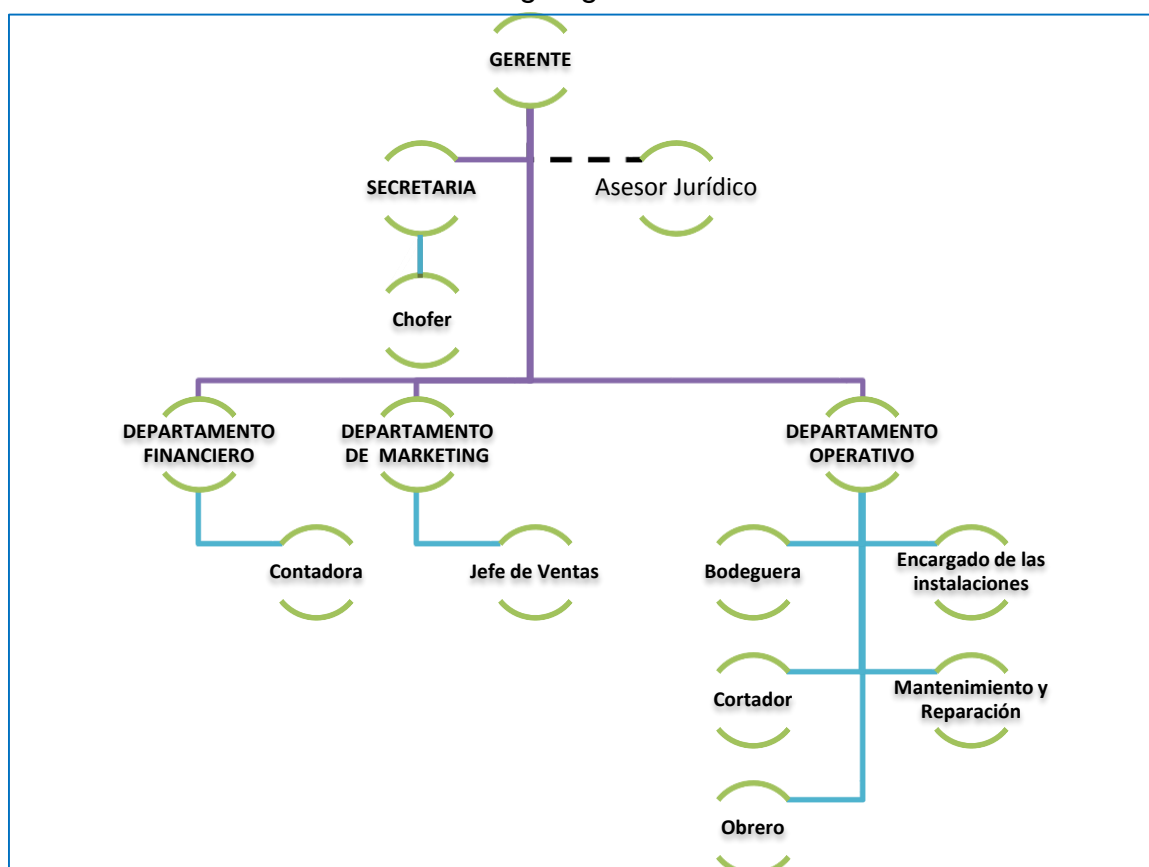 GERENTE
SECRETARIA
Asesor Jurídico
Chofer
DEPARTAMENTO
FINANCIERO
DEPARTAMENTO
DE MARKETING
DEPARTAMENTO
OPERATIVO
Contadora
Jefe de Ventas
Bodeguera
Encargado de las
instalaciones
Cortador
Mantenimiento y
Reparación
Obrero